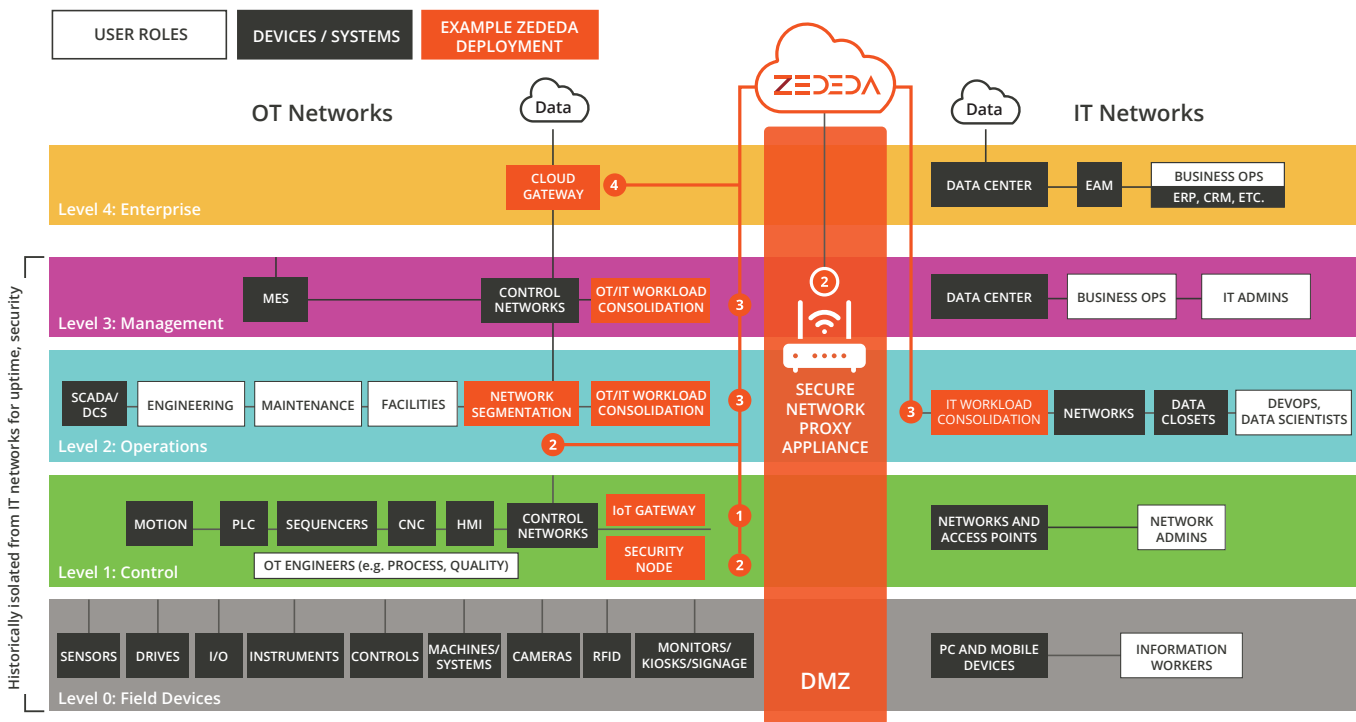 USER ROLES
DEVICES / SYSTEMS
EXAMPLE ZEDEDA
DEPLOYMENT
ZEDEDA
OT Networks
Data
Data
IT Networks
Historically isolated from IT networks for uptime, security
CLOUD
GATEWAY
4
Level 4: Enterprise
DATA CENTER
EAM
BUSINESS OPS
ERP, CRM, ETC.
MES
CONTROL
NETWORKS
OT/IT WORKLOAD
CONSOLIDATION
3
Level 3: Management
2
DATA CENTER
BUSINESS OPS
IT ADMINS
SCADA/
DCS
ENGINEERING
MAINTENANCE
FACILITIES
NETWORK
SEGMENTATION
OT/IT WORKLOAD
CONSOLIDATION
3
2
Level 2: Operations
SECURE
NETWORK
PROXY
APPLIANCE
3
IT WORKLOAD
CONSOLIDATION
NETWORKS
DATA
CLOSETS
DEVOPS,
DATA SCIENTISTS
MOTION
PLC
SEQUENCERS
CNC
HMI
CONTROL
NETWORKS
IoT GATEWAY
1
SECURITY
NODE
2
OT ENGINEERS (e.g. PROCESS, QUALITY)
Level 1: Control
NETWORKS AND
ACCESS POINTS
NETWORK
ADMINS
SENSORS
DRIVES
I/O
INSTRUMENTS
CONTROLS
MACHINES/
SYSTEMS
CAMERAS
RFID
MONITORS/
KIOSKS/SIGNAGE
Level 0: Field Devices
DMZ
PC AND MOBILE
DEVICES
INFORMATION
WORKERS